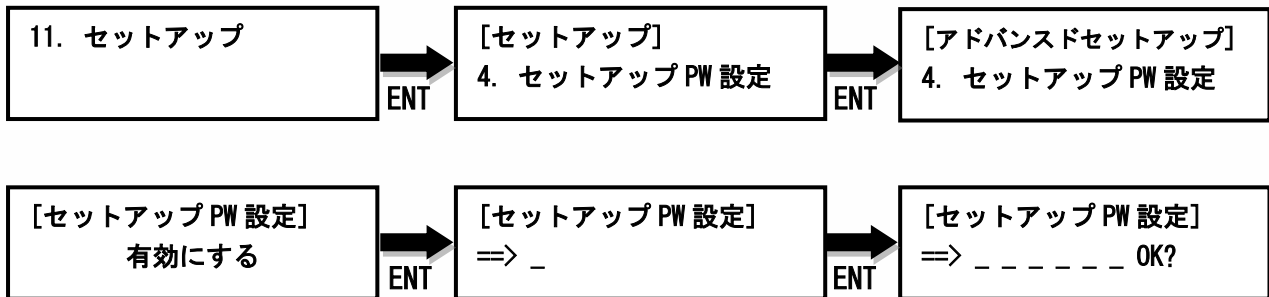 11. セットアップ
ENT
[セットアップ]
4. セットアップ PW 設定
ENT
[アドバンスドセットアップ]
4. セットアップ PW 設定
[セットアップ PW 設定]
有効にする
ENT
[セットアップ PW 設定]
==> _
ENT
[セットアップ PW 設定]
==> _ _ _ _ _ _ OK?